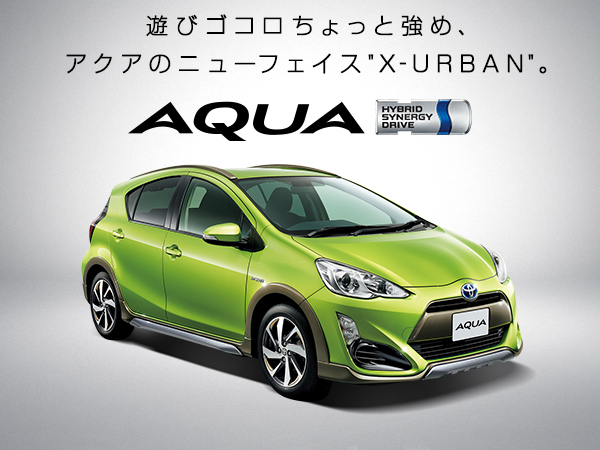 遊びゴコロちょっと強め、
アクアのニューフェイス"X-URBAN"。
AQUA
HYBRID
SYNERGY
DRIVE
AQUA